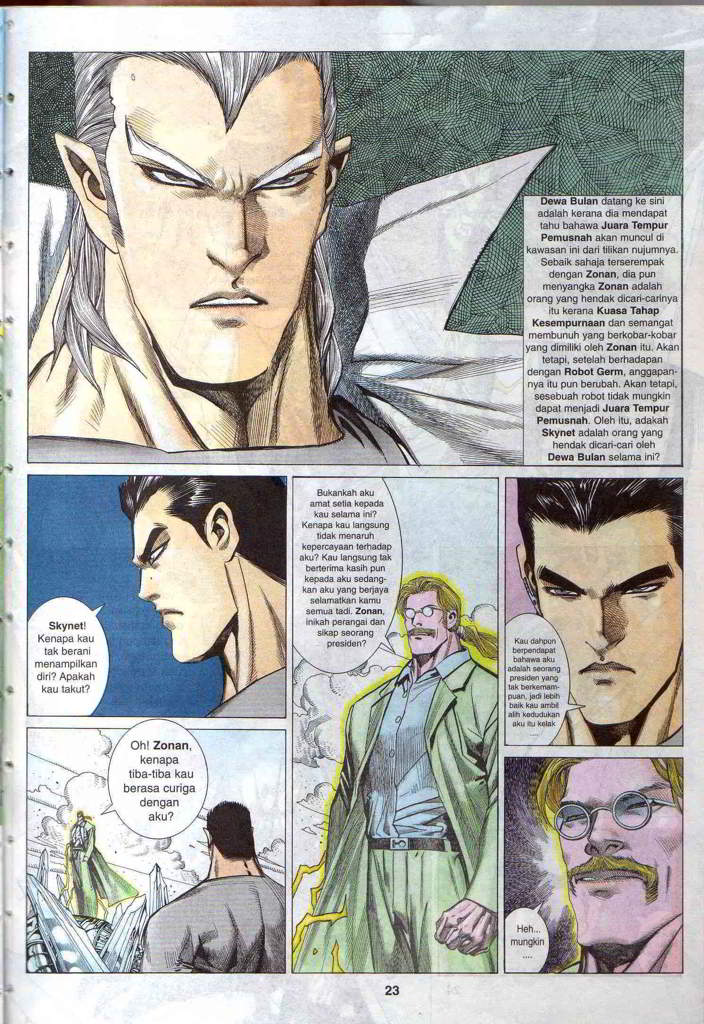 Dewa Bulan datang ke sini
adalah kerana dia mendapat
tahu bahawa Juara Tempur
Pemusnah akan muncul di
kawasan ini dari tilikan nujumnya.
Sebaik sahaja terserempak
dengan Zonan, dia pun
menyangka Zonan adalah
orang yang hendak dicari-carinya
itu kerana Kuasa Tahap
Kesempurnaan dan semangat
membunuh yang berkobar-kobar
yang dimiliki oleh Zonan itu. Akan
tetapi, setelah berhadapan
dengan Robot Germ, anggapan-
nya itu pun berubah. Akan tetapi,
sesebuah robot tidak mungkin
dapat menjadi Juara Tempur
Pemusnah. Oleh itu, adakah
Skynet adalah orang yang
hendak dicari-cari oleh
Dewa Bulan selama ini?
Skynet!
Kenapa kau
tak berani
menampilkan
diri? Apakah
kau takut?
Oh! Zonan,
kenapa
tiba-tiba kau
berasa curiga
dengan
aku?
Bukankah aku
amat setia kepada
kau selama ini?
Kenapa kau langsung
tidak menaruh
kepercayaan terhadap
aku? Kau langsung tak
berterima kasih pun
kepada aku sedang-
kan aku yang berjaya
selamatkan kamu
semua tadi. Zonan,
inikah perangai dan
sikap seorang
presiden?
Kau dahpun
berpendapat
bahawa aku
adalah seorang
presiden yang
tak berkemam-
puan, jadi lebih
baik kau ambil
alih kedudukan
aku itu kelak
....
Heh...
mungkin
....
23